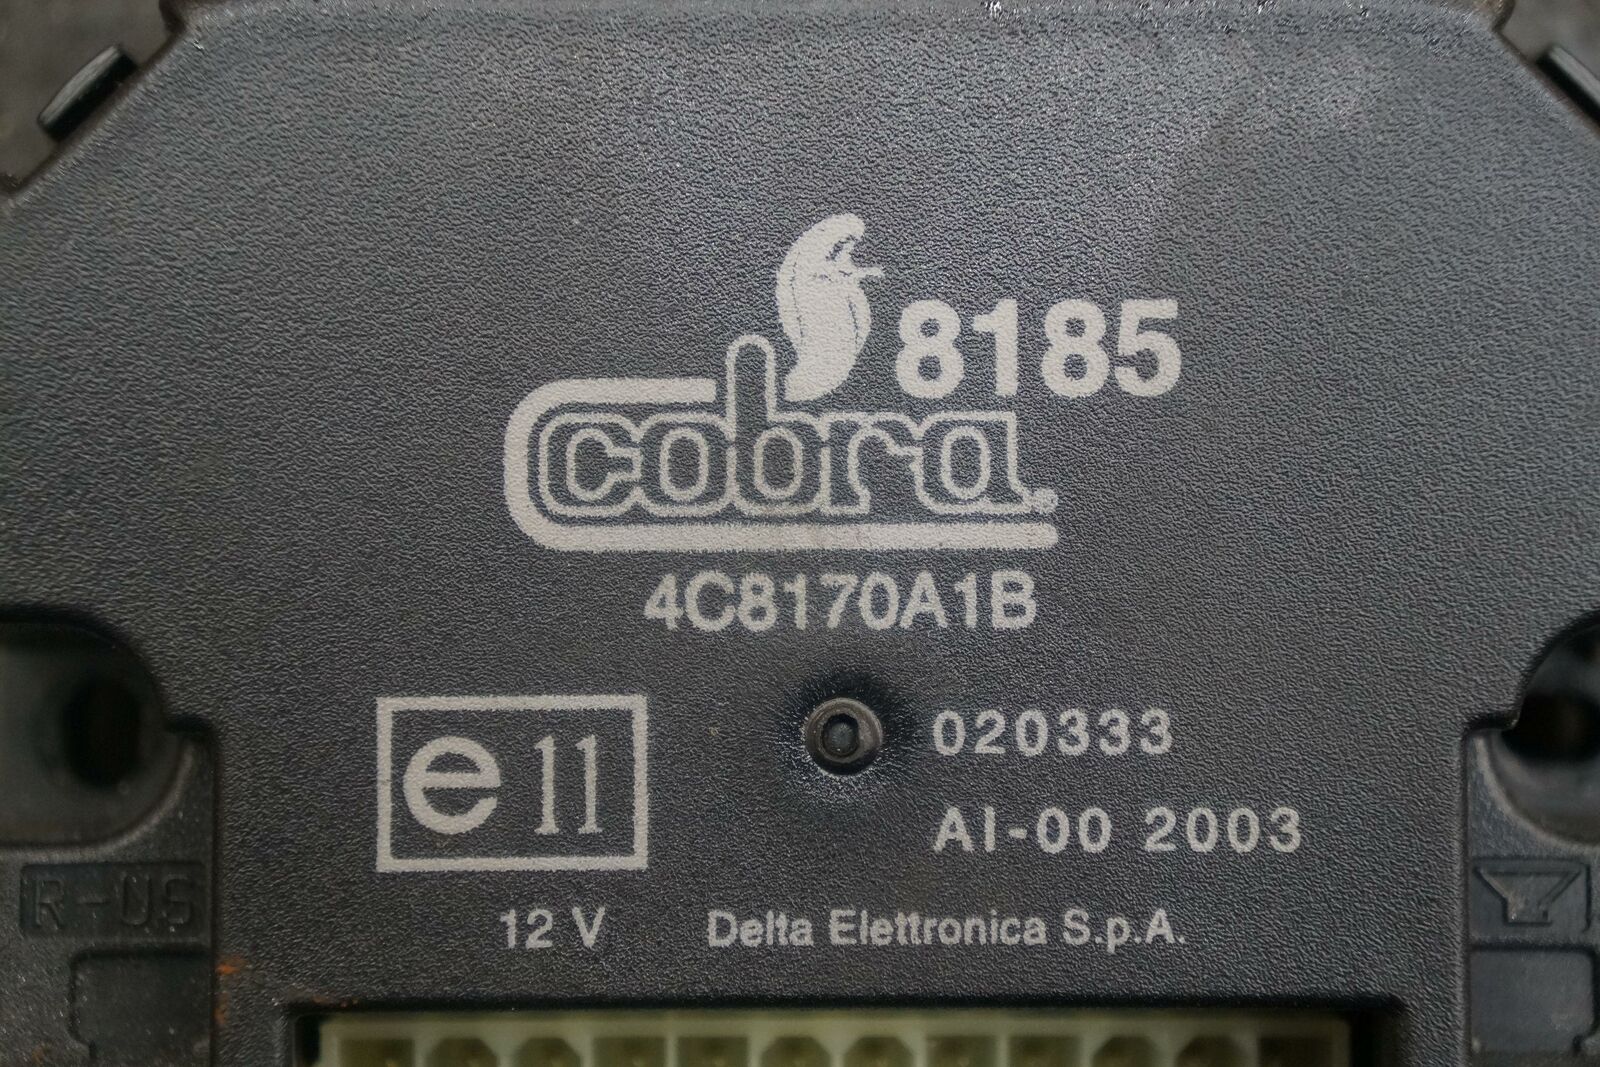 8185
cobra
4C8170A1B
020333
e11
AI-00 2003
R-US
12 V Delta Elettronica S.p.A.